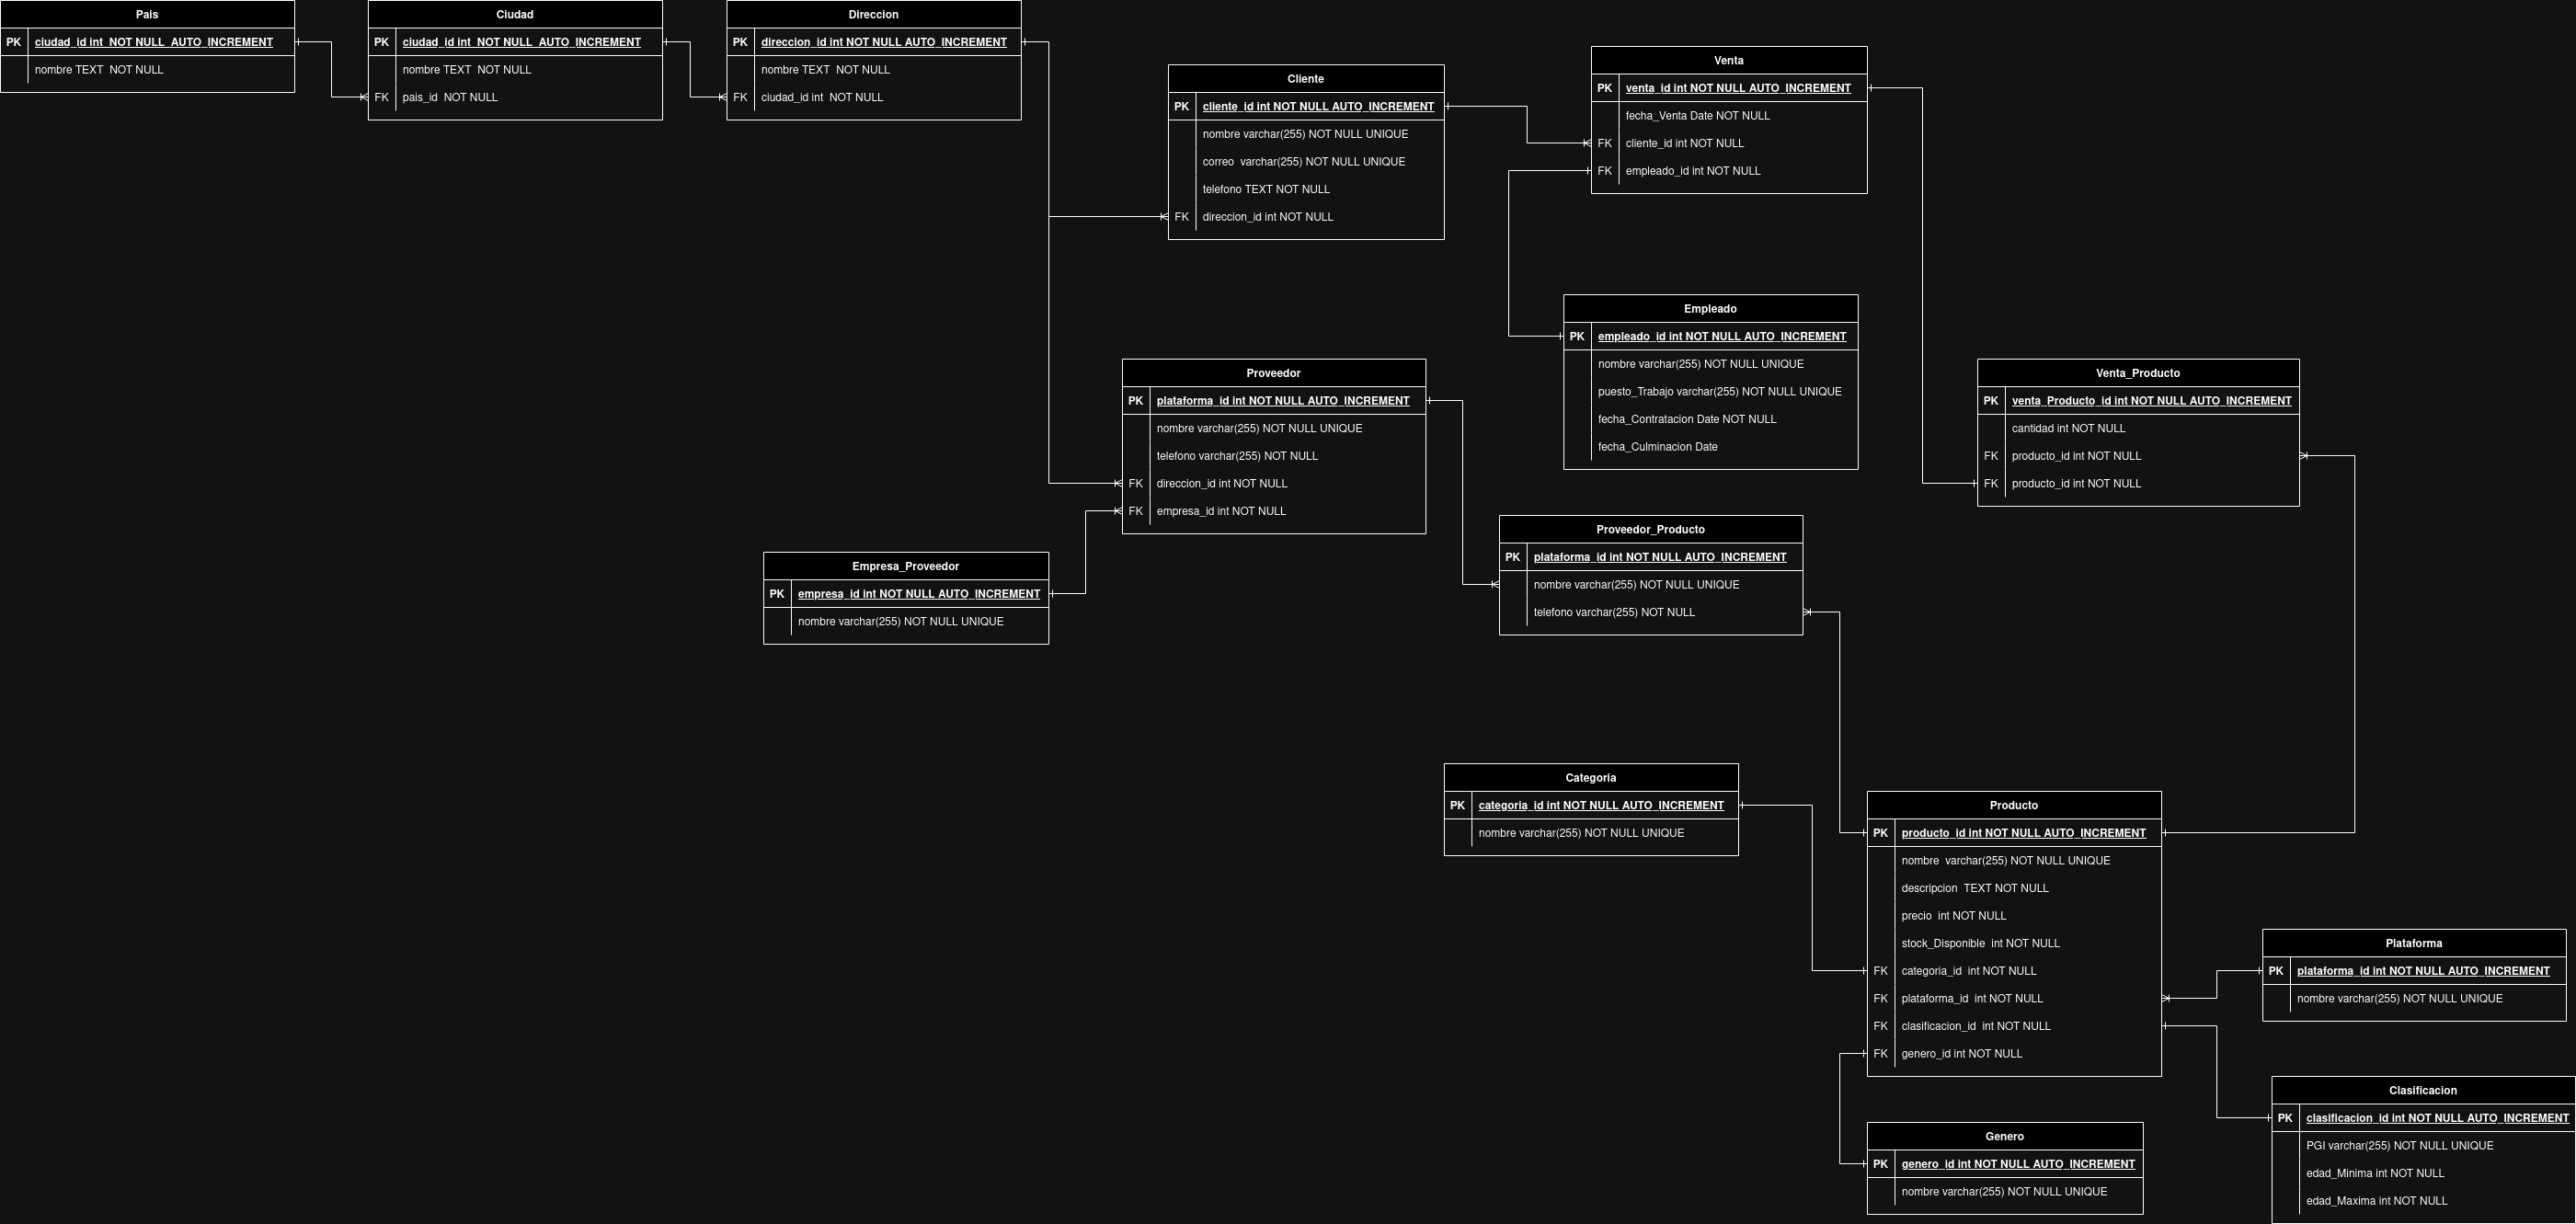 Pais
PK ciudad_id int  NOT NULL  AUTO_INCREMENT
nombre TEXT  NOT NULL
Ciudad
PK ciudad_id int  NOT NULL  AUTO_INCREMENT
nombre TEXT  NOT NULL
FK pais_id  NOT NULL
Direccion
PK direccion_id int NOT NULL AUTO_INCREMENT
nombre TEXT  NOT NULL
FK ciudad_id int  NOT NULL
Cliente
PK cliente_id int NOT NULL AUTO_INCREMENT
nombre varchar(255) NOT NULL UNIQUE
correo  varchar(255) NOT NULL UNIQUE
telefono TEXT NOT NULL
FK direccion_id int NOT NULL
Venta
PK venta_id int NOT NULL AUTO_INCREMENT
fecha_Venta Date NOT NULL
FK cliente_id int NOT NULL
FK empleado_id int NOT NULL
Empleado
PK empleado_id int NOT NULL AUTO_INCREMENT
nombre varchar(255) NOT NULL UNIQUE
puesto_Trabajo varchar(255) NOT NULL UNIQUE
fecha_Contratacion Date NOT NULL
fecha_Culminacion Date
Proveedor
PK plataforma_id int NOT NULL AUTO_INCREMENT
nombre varchar(255) NOT NULL UNIQUE
telefono varchar(255) NOT NULL
FK direccion_id int NOT NULL
FK empresa_id int NOT NULL
Venta_Producto
PK venta_Producto_id int NOT NULL AUTO_INCREMENT
cantidad int NOT NULL
FK producto_id int NOT NULL
FK producto_id int NOT NULL
Proveedor_Producto
PK plataforma_id int NOT NULL AUTO_INCREMENT
nombre varchar(255) NOT NULL UNIQUE
telefono varchar(255) NOT NULL
Empresa_Proveedor
PK empresa_id int NOT NULL AUTO_INCREMENT
nombre varchar(255) NOT NULL UNIQUE
Categoria
PK categoria_id int NOT NULL AUTO_INCREMENT
nombre varchar(255) NOT NULL UNIQUE
Producto
PK producto_id int NOT NULL AUTO_INCREMENT
nombre  varchar(255) NOT NULL UNIQUE
descripcion  TEXT NOT NULL
precio  int NOT NULL
stock_Disponible  int NOT NULL
FK categoria_id  int NOT NULL
FK plataforma_id  int NOT NULL
FK clasificacion_id  int NOT NULL
FK genero_id int NOT NULL
Plataforma
PK plataforma_id int NOT NULL AUTO_INCREMENT
nombre varchar(255) NOT NULL UNIQUE
Clasificacion
PK clasificacion_id int NOT NULL AUTO_INCREMENT
PGI varchar(255) NOT NULL UNIQUE
edad_Minima int NOT NULL
edad_Maxima int NOT NULL
Genero
PK genero_id int NOT NULL AUTO_INCREMENT
nombre varchar(255) NOT NULL UNIQUE